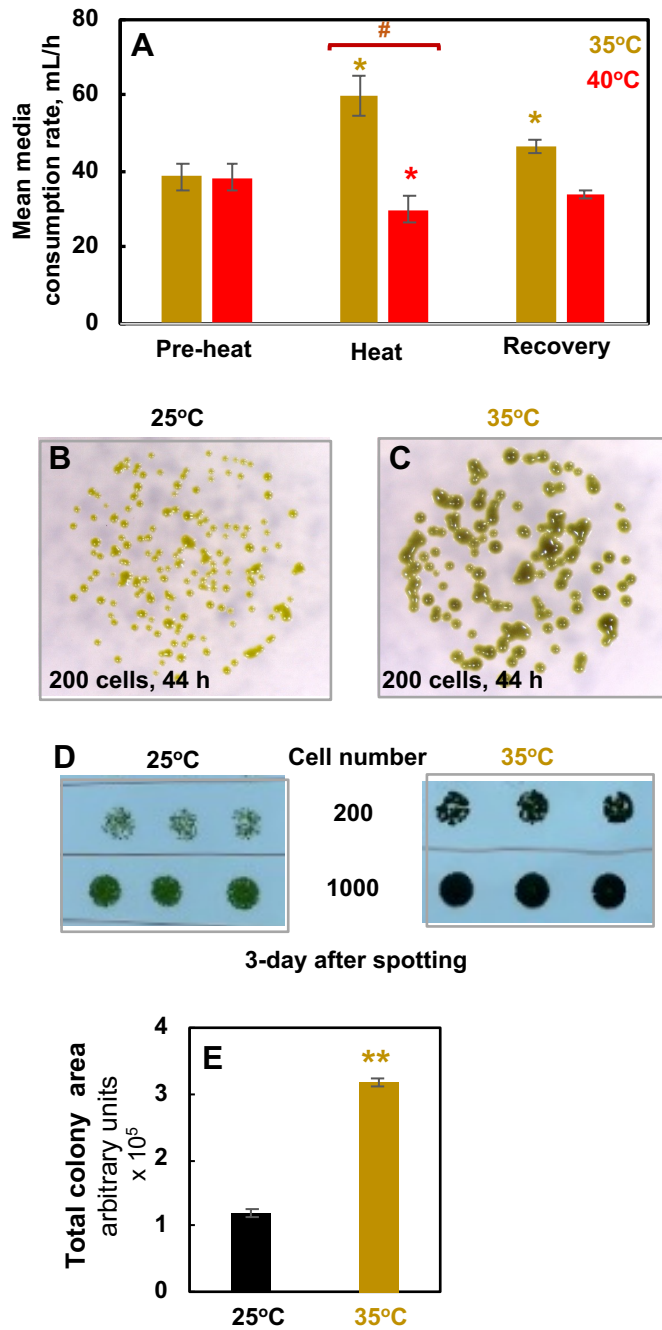 A
Mean media
consumption rate, mL/h
80
60
40
20
0
#
35°C
40°C
*
*
*
Pre-heat
Heat
Recovery
25°C
35°C
B
200 cells, 44 h
C
200 cells, 44 h
D
25°C
Cell number
35°C
200
1000
3-day after spotting
E
Total colony area
arbitrary units
x 10⁵
4
3
2
1
0
**
25°C
35°C